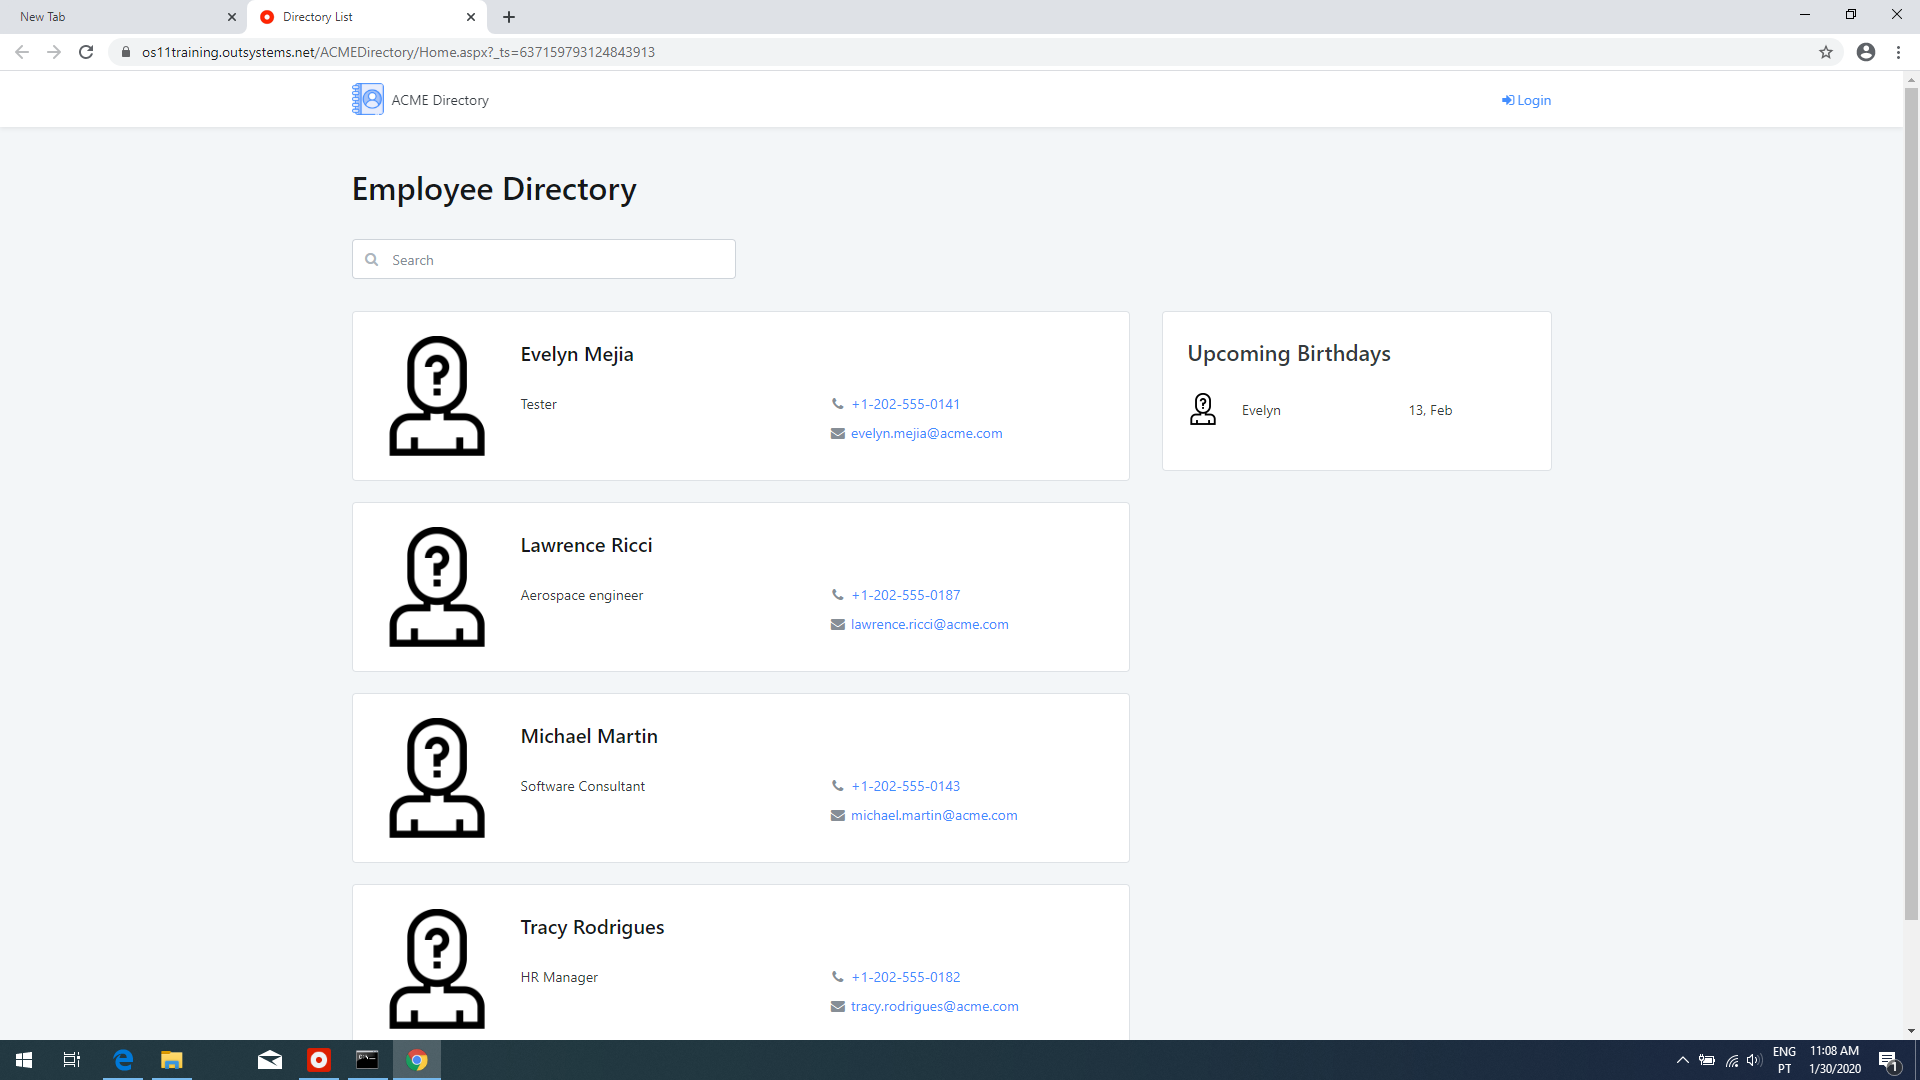 New Tab
Directory List
os11training.outsystems.net/ACMEDirectory/Home.aspx?_ts=637159793124843913
ACME Directory
Login
Employee Directory
Search
Evelyn Mejia
Tester
+1-202-555-0141
evelyn.mejia@acme.com
Upcoming Birthdays
Evelyn
13, Feb
Lawrence Ricci
Aerospace engineer
+1-202-555-0187
lawrence.ricci@acme.com
Michael Martin
Software Consultant
+1-202-555-0143
michael.martin@acme.com
Tracy Rodrigues
HR Manager
+1-202-555-0182
tracy.rodrigues@acme.com
ENG
PT
11:08 AM
1/30/2020
1